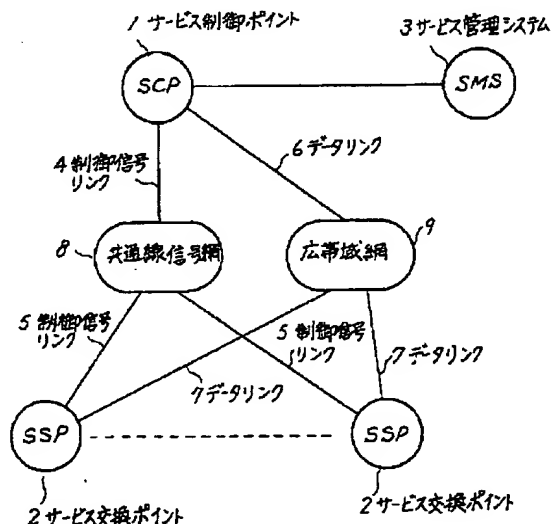 1 サービス制御ポイント
3 サービス管理システム
SCP
SMS
6 データリンク
4 制御信号
リンク
8
共通線信号網
広帯域網
9
5 制御信号
リンク
5 制御信号
リンク
7 データリンク
7 データリンク
SSP
SSP
2 サービス交換ポイント
2 サービス交換ポイント